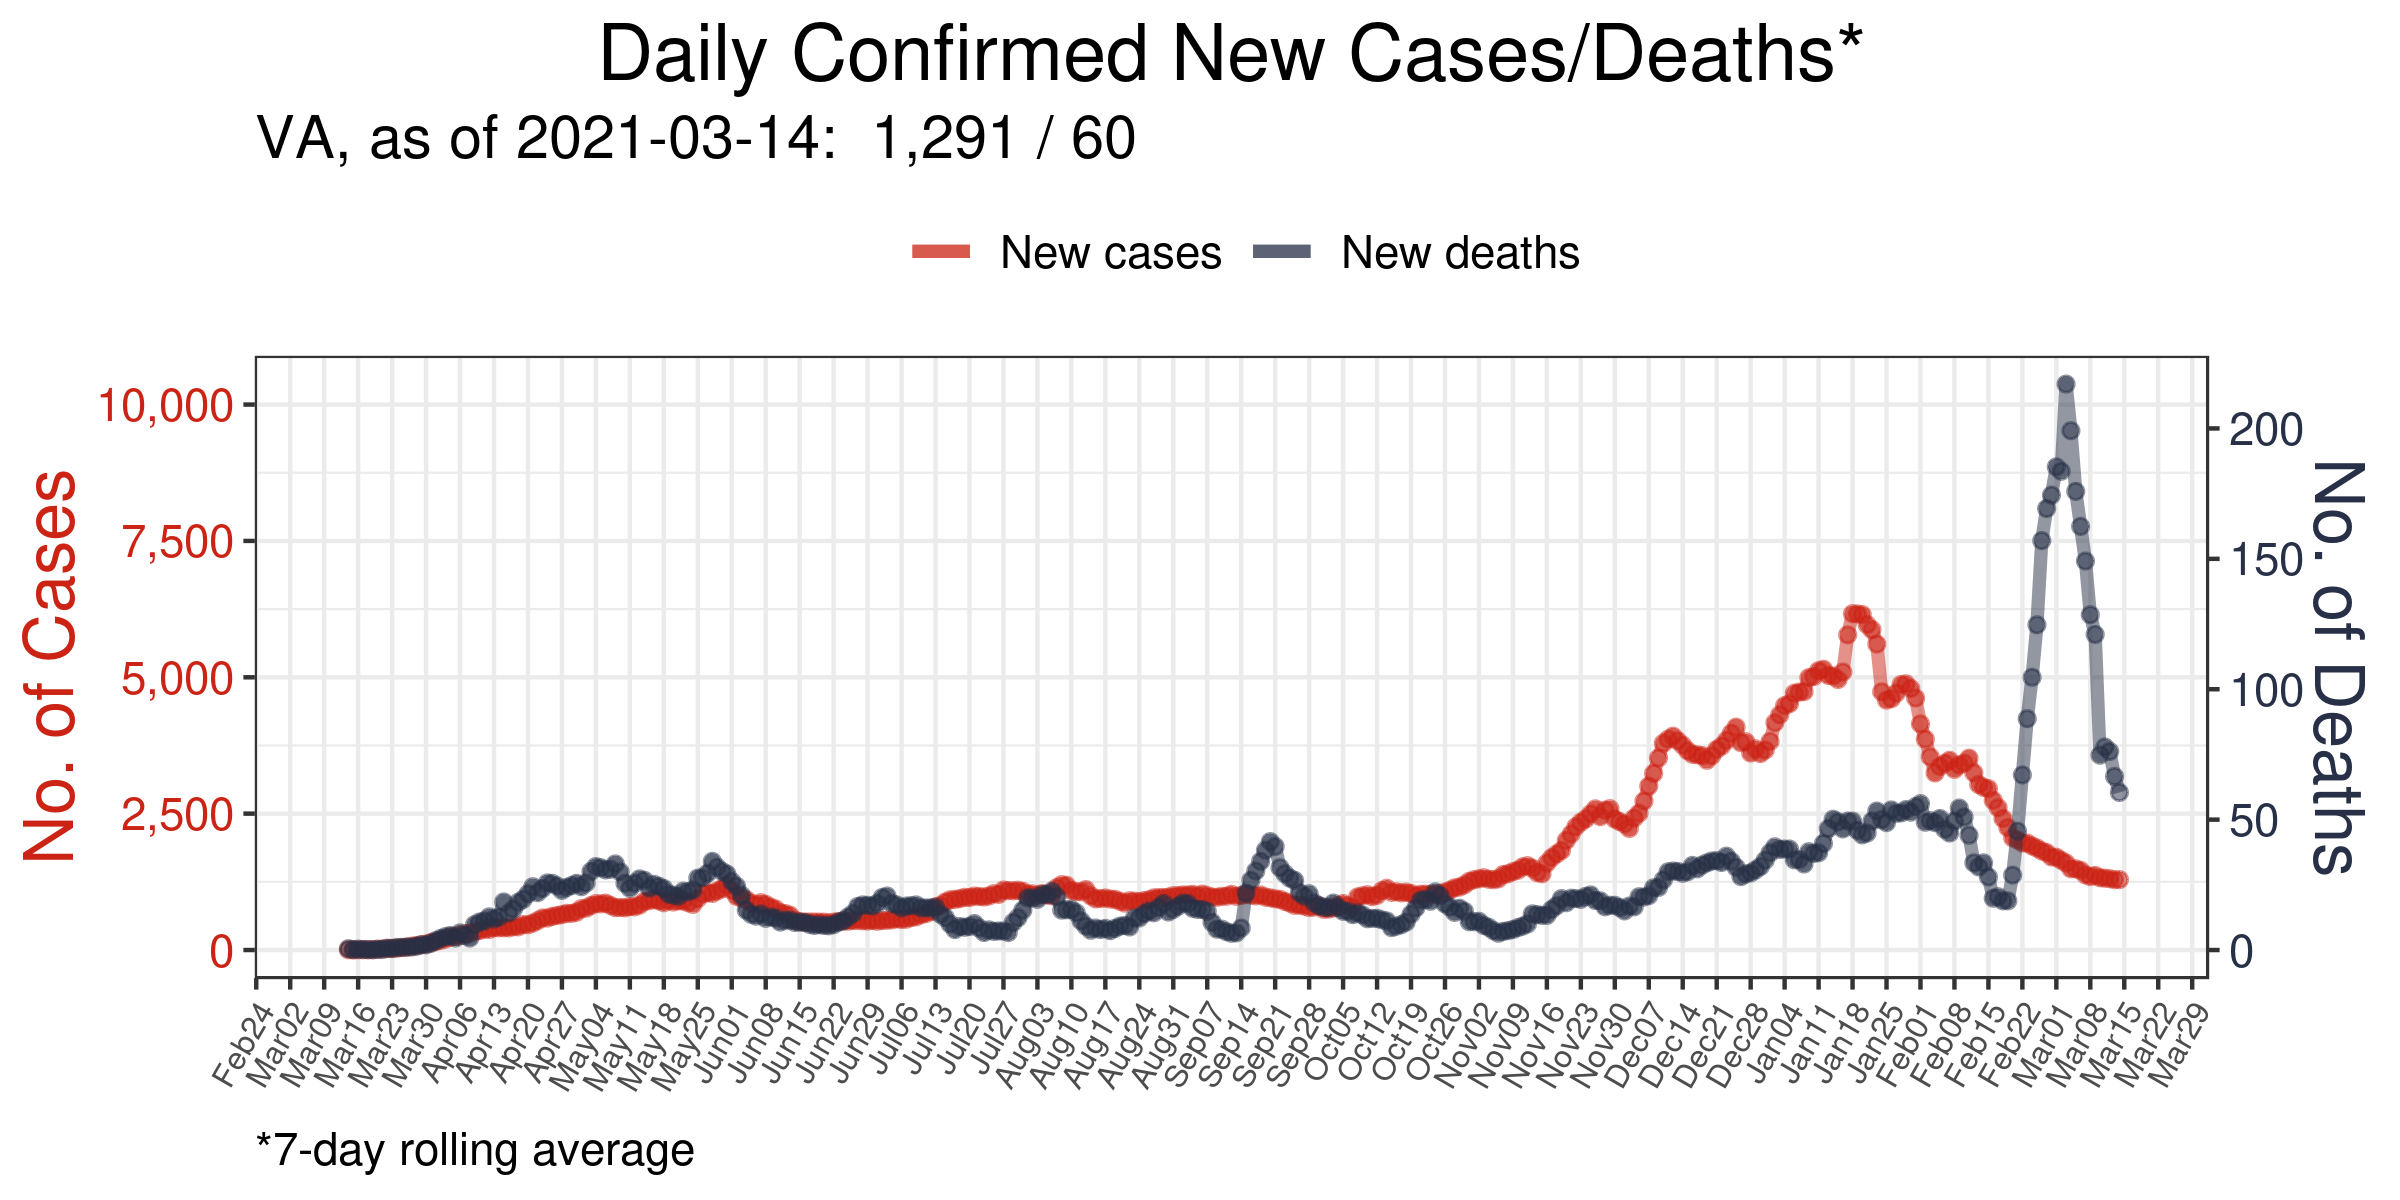 Daily Confirmed New Cases/Deaths*
VA, as of 2021-03-14:  1,291 / 60
New cases
New deaths
No. of Cases
10,000
7,500
5,000
2,500
0
200
150
100
50
0
No. of Deaths
Feb24
Mar02
Mar09
Mar16
Mar23
Mar30
Apr06
Apr13
Apr20
Apr27
May04
May11
May18
May25
Jun01
Jun08
Jun15
Jun22
Jun29
Jul06
Jul13
Jul20
Jul27
Aug03
Aug10
Aug17
Aug24
Aug31
Sep07
Sep14
Sep21
Sep28
Oct05
Oct12
Oct19
Oct26
Nov02
Nov09
Nov16
Nov23
Nov30
Dec07
Dec14
Dec21
Dec28
Jan04
Jan11
Jan18
Jan25
Feb01
Feb08
Feb15
Feb22
Mar01
Mar08
Mar15
Mar22
Mar29
*7-day rolling average